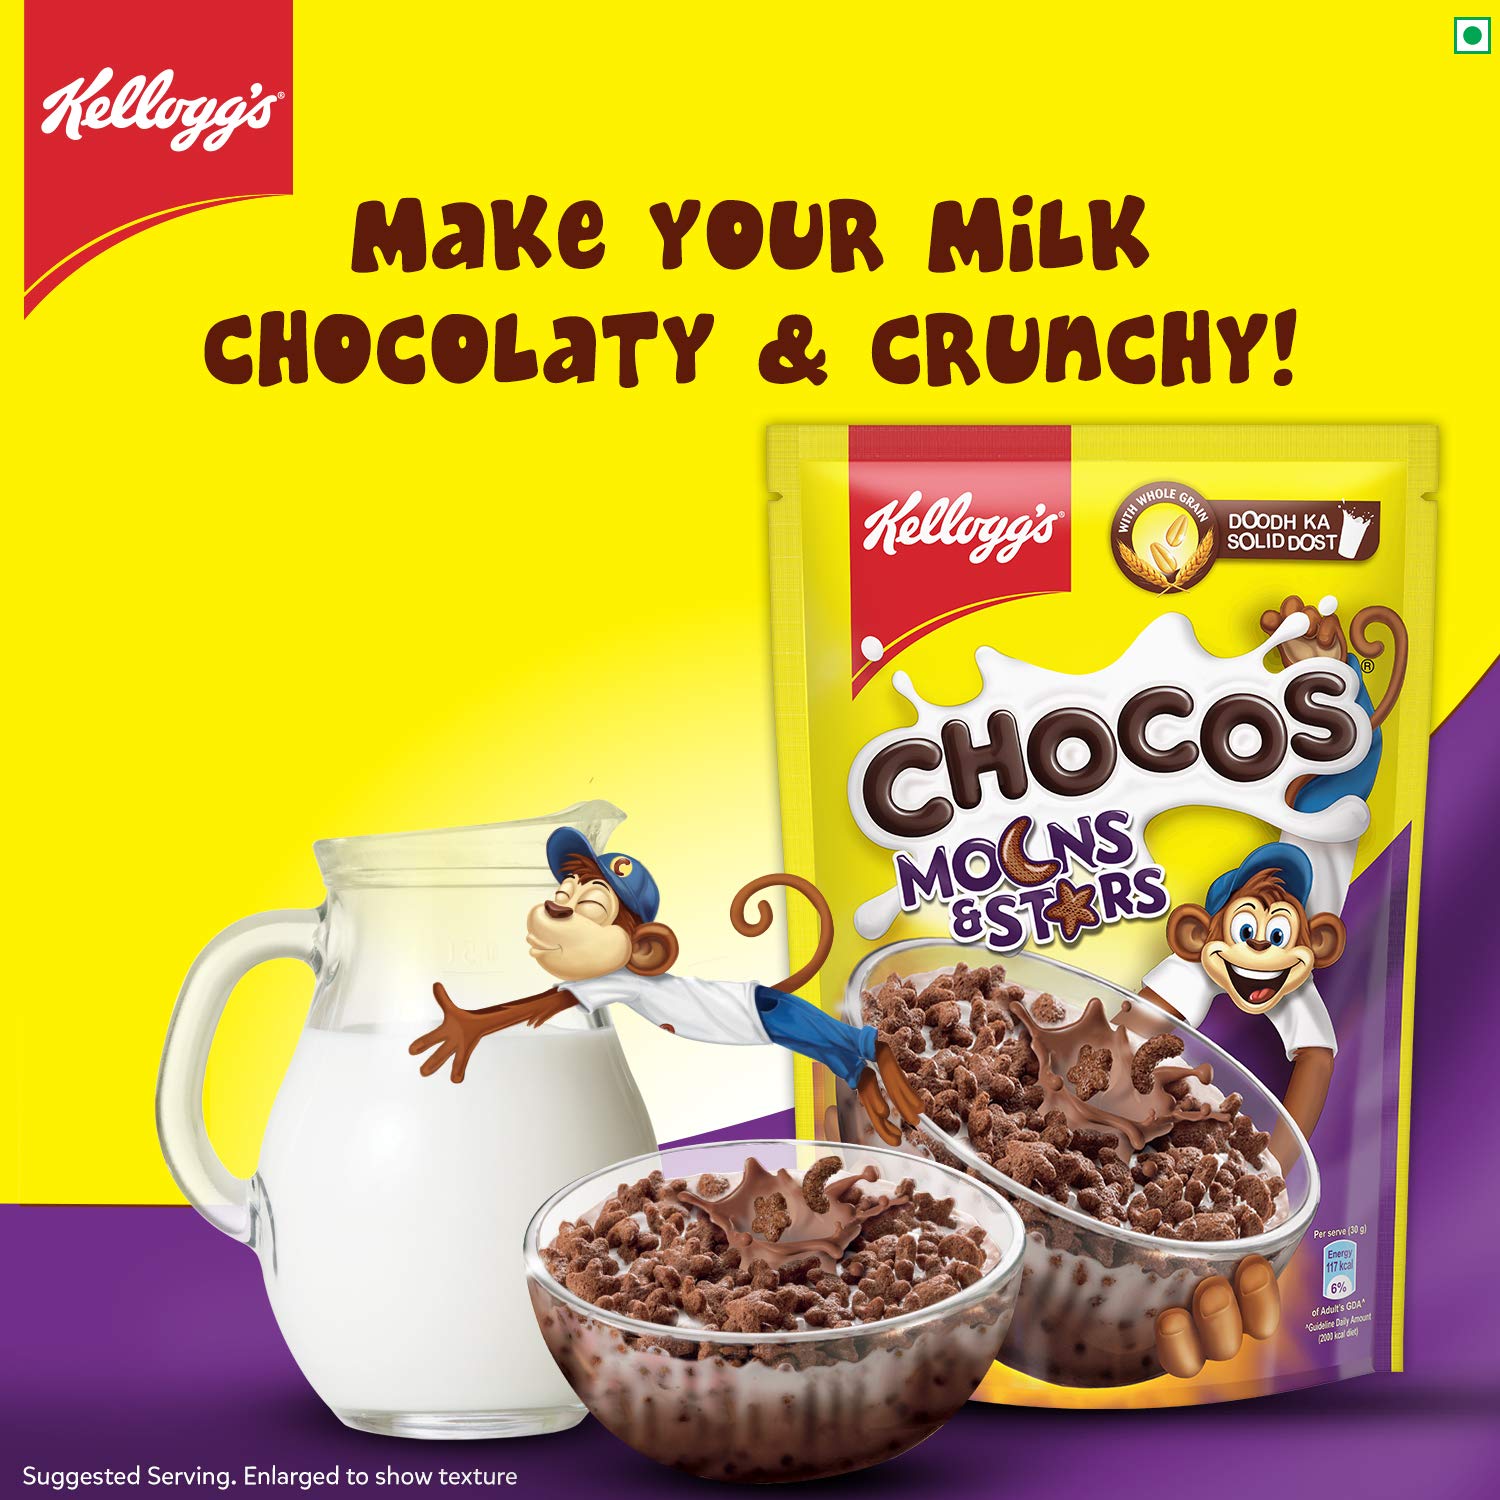 Kellogg's
MaKe YOUR MiLK
CHOCOLaTY & CRUnCHY!
Kellogg's
WITH WHOLE GRAIN
DOODH KA
SOLID DOST
CHOCOS®
MOONS
& STARS
C
Per serve (30 g)
Energy
117 kcal
6%
of Adult's GDA^
^Guideline Daily Amount
(2000 kcal diet)
Suggested Serving. Enlarged to show texture